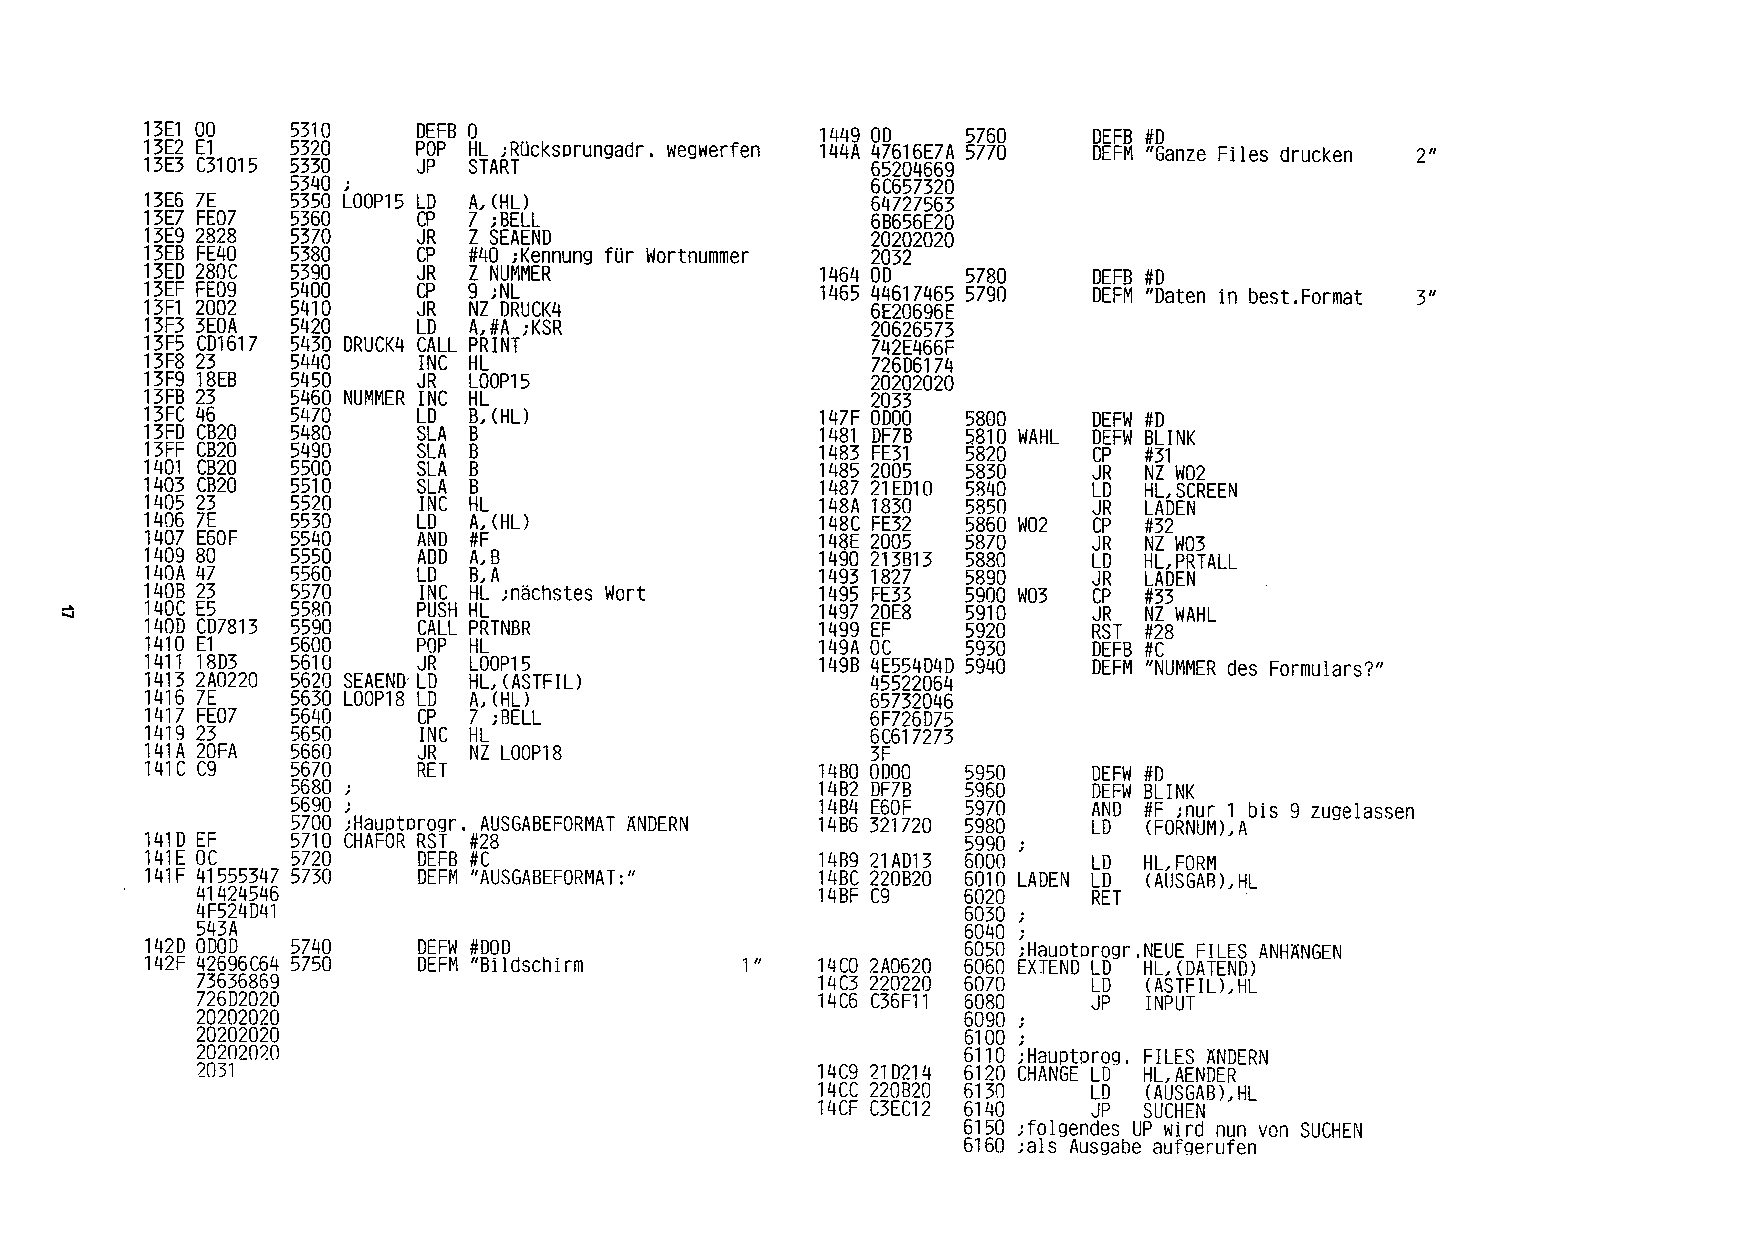 13E1 00 5310 DEFB 0
13E2 E1 5320 POP HL ;Rücksprungadr. wegwerfen
13E3 C31015 5330 JP START
5340 ;
13E6 7E 5350 LOOP15 LD A,(HL)
13E7 FE07 5360 CP 7 ;BELL
13E9 2828 5370 JR Z SEAEND
13EB FE40 5380 CP #40 ;Kennung für Wortnummer
13ED 280C 5390 JR Z NUMMER
13EF FE09 5400 CP 9 ;NL
13F1 2002 5410 JR NZ DRUCK4
13F3 3E0A 5420 LD A,#A ;KSR
13F5 CD1617 5430 DRUCK4 CALL PRINT
13F8 23 5440 INC HL
13F9 18EB 5450 JR LOOP15
13FB 23 5460 NUMMER INC HL
13FC 46 5470 LD B,(HL)
13FD CB20 5480 SLA B
13FF CB20 5490 SLA B
1401 CB20 5500 SLA B
1403 CB20 5510 SLA B
1405 23 5520 INC HL
1406 7E 5530 LD A,(HL)
1407 E60F 5540 AND #F
1409 80 5550 ADD A,B
140A 47 5560 LD B,A
140B 23 5570 INC HL ;nächstes Wort
140C E5 5580 PUSH HL
140D CD7813 5590 CALL PRTNBR
1410 E1 5600 POP HL
1411 18D3 5610 JR LOOP15
1413 2A0220 5620 SEAEND LD HL,(ASTFIL)
1416 7E 5630 LOOP18 LD A,(HL)
1417 FE07 5640 CP 7 ;BELL
1419 23 5650 INC HL
141A 20FA 5660 JR NZ LOOP18
141C C9 5670 RET
5680 ;
5690 ;
5700 ;Hauptprogr. AUSGABEFORMAT ÄNDERN
141D EF 5710 CHAFOR RST #28
141E 0C 5720 DEFB #C
141F 41555347 5730 DEFM "AUSGABEFORMAT:"
41424546
4F524D41
543A
142D 0D0D 5740 DEFW #D0D
142F 42696C64 5750 DEFM "Bildschirm 1"
73636869
726D2020
20202020
20202020
20202020
2031
1449 0D 5760 DEFB #D
144A 47616E7A 5770 DEFM "Ganze Files drucken 2"
65204669
6C657320
64727563
6B656E20
20202020
2032
1464 0D 5780 DEFB #D
1465 44617465 5790 DEFM "Daten in best.Format 3"
6E20696E
20626573
742E466F
726D6174
20202020
2033
147F 0D00 5800 DEFW #D
1481 DF7B 5810 WAHL DEFW BLINK
1483 FE31 5820 CP #31
1485 2005 5830 JR NZ WO2
1487 21ED10 5840 LD HL,SCREEN
148A 1830 5850 JR LADEN
148C FE32 5860 WO2 CP #32
148E 2005 5870 JR NZ WO3
1490 213B13 5880 LD HL,PRTALL
1493 1827 5890 JR LADEN
1495 FE33 5900 WO3 CP #33
1497 20E8 5910 JR NZ WAHL
1499 EF 5920 RST #28
149A 0C 5930 DEFB #C
149B 4E554D4D 5940 DEFM "NUMMER des Formulars?"
45522064
65732046
6F726D75
6C617273
3F
14B0 0D00 5950 DEFW #D
14B2 DF7B 5960 DEFW BLINK
14B4 E60F 5970 AND #F ;nur 1 bis 9 zugelassen
14B6 321720 5980 LD (FORNUM),A
5990 ;
14B9 21AD13 6000 LD HL,FORM
14BC 220B20 6010 LADEN LD (AUSGAB),HL
14BF C9 6020 RET
6030 ;
6040 ;
6050 ;Hauptprogr.NEUE FILES ANHÄNGEN
14C0 2A0620 6060 EXTEND LD HL,(DATEND)
14C3 220220 6070 LD (ASTFIL),HL
14C6 C36F11 6080 JP INPUT
6090 ;
6100 ;
6110 ;Hauptprog. FILES ÄNDERN
14C9 21D214 6120 CHANGE LD HL,AENDER
14CC 220B20 6130 LD (AUSGAB),HL
14CF C3EC12 6140 JP SUCHEN
6150 ;folgendes UP wird nun von SUCHEN
6160 ;als Ausgabe aufgerufen
17